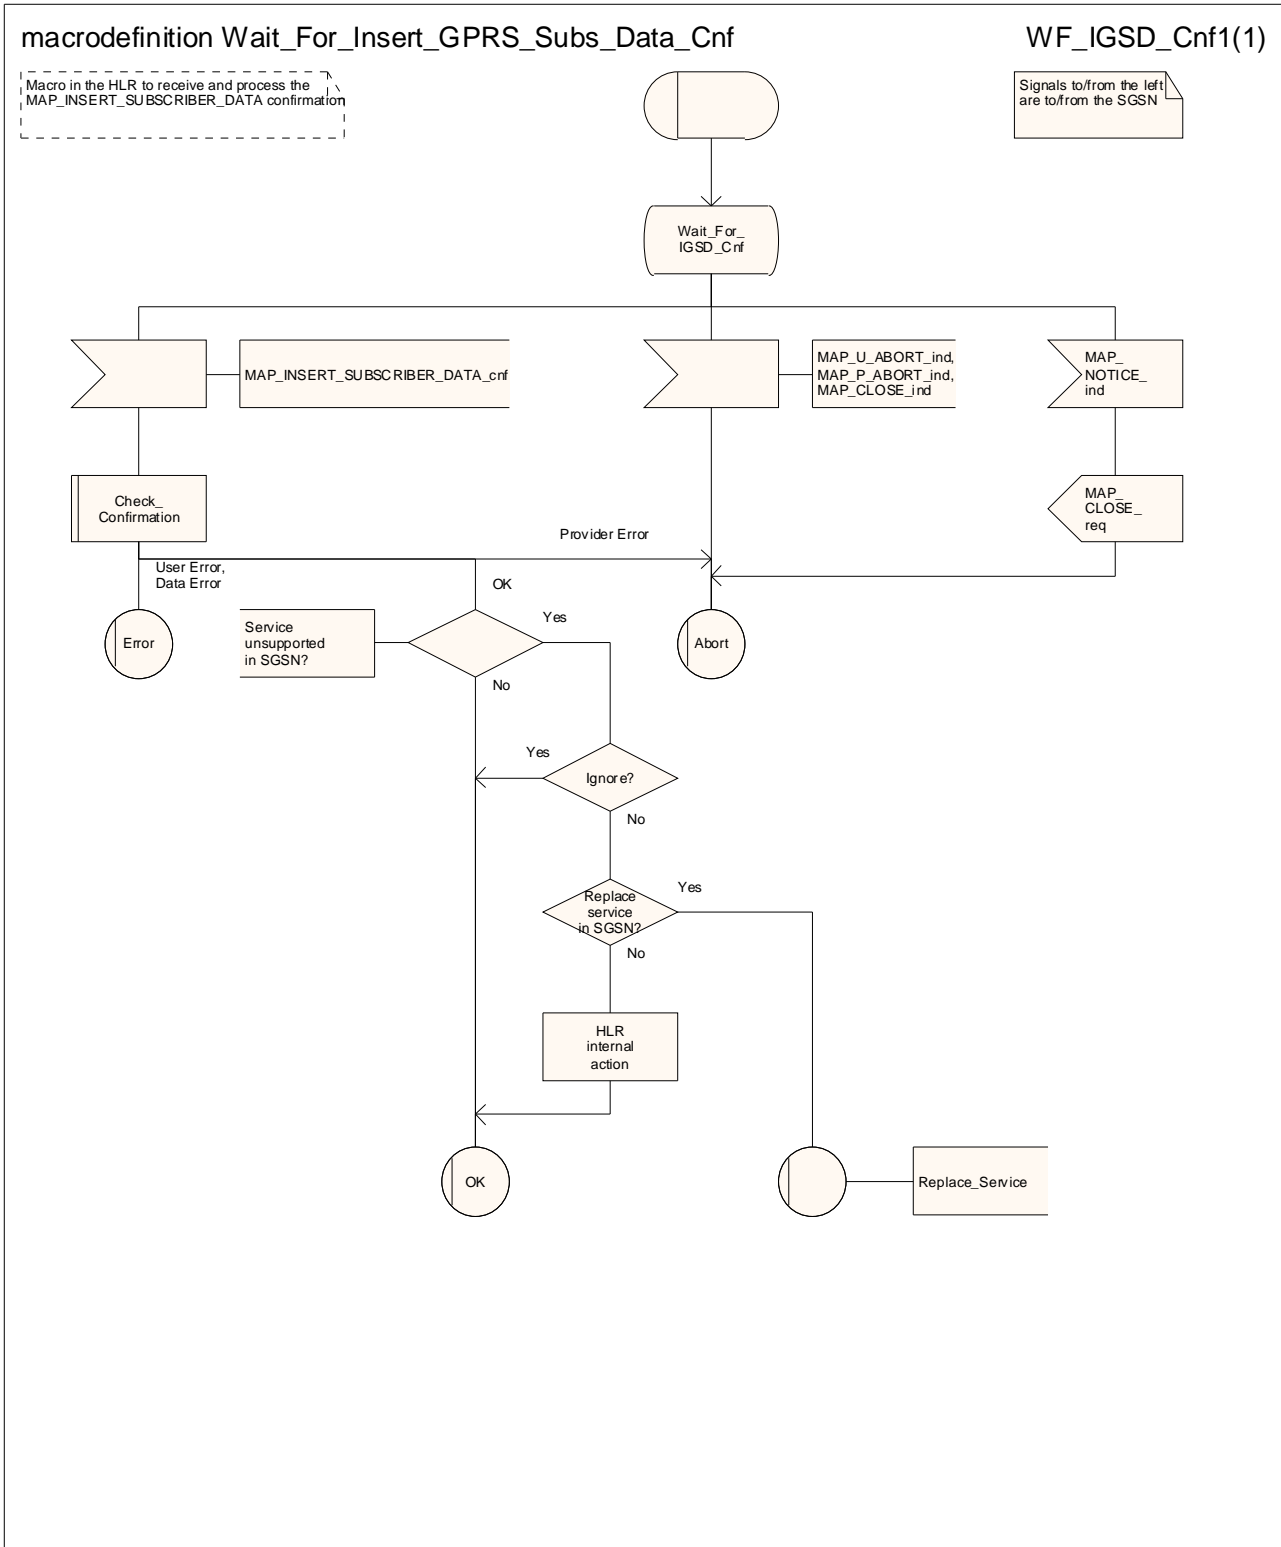 macrodefinition Wait_For_Insert_GPRS_Subs_Data_Cnf
WF_IGSD_Cnf1(1)
Macro in the HLR to receive and process the
MAP_INSERT_SUBSCRIBER_DATA confirmation
Signals to/from the left
are to/from the SGSN
Wait_For_
IGSD_Cnf
MAP_INSERT_SUBSCRIBER_DATA_cnf
MAP_U_ABORT_ind,
MAP_P_ABORT_ind,
MAP_CLOSE_ind
MAP_
NOTICE_
ind
Check_
Confirmation
MAP_
CLOSE_
req
Provider Error
User Error,
Data Error
OK
Error
Service
unsupported
in SGSN?
Yes
Abort
No
Yes
Ignore?
No
Replace
service
in SGSN?
Yes
No
HLR
internal
action
OK
Replace_Service